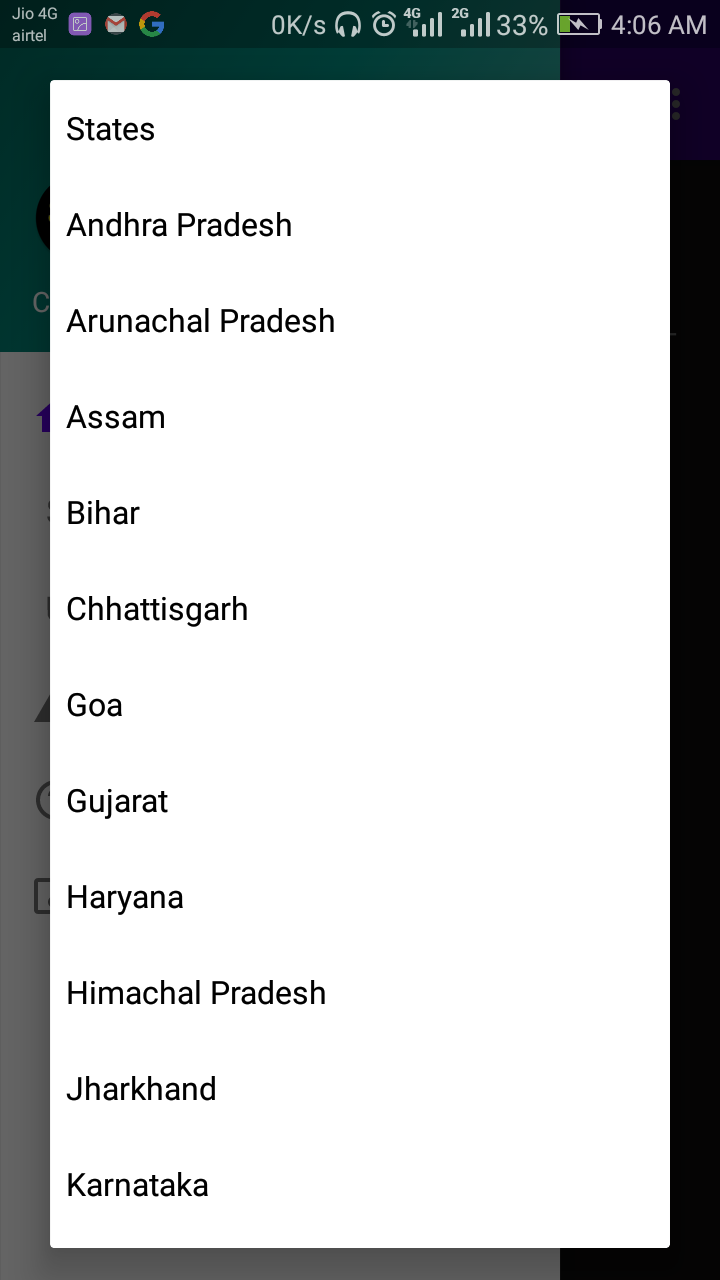 Jio 4G
airtel
0K/s 4G 2G 33% 4:06 AM
States
Andhra Pradesh
Arunachal Pradesh
Assam
Bihar
Chhattisgarh
Goa
Gujarat
Haryana
Himachal Pradesh
Jharkhand
Karnataka